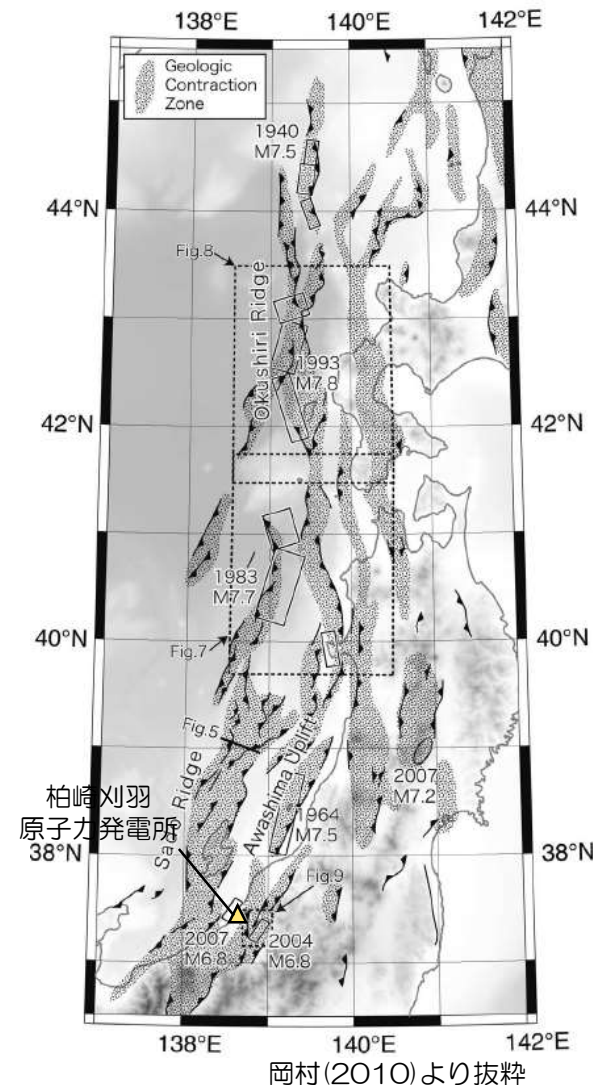 138°E 140°E 142°E
Geologic
Contraction
Zone
1940
M7.5
44°N 44°N
Fig.8
Okushiri Ridge
1993
M7.8
42°N 42°N
1983
M7.7
40°N 40°N
Fig.7
Fig.5
Awashima Uplift
2007
M7.2
柏崎刈羽
原子力発電所
Ridge
1964
M7.5
38°N 38°N
Fig.9
2007 2004
M6.8 M6.8
138°E 140°E 142°E
岡村(2010)より抜粋